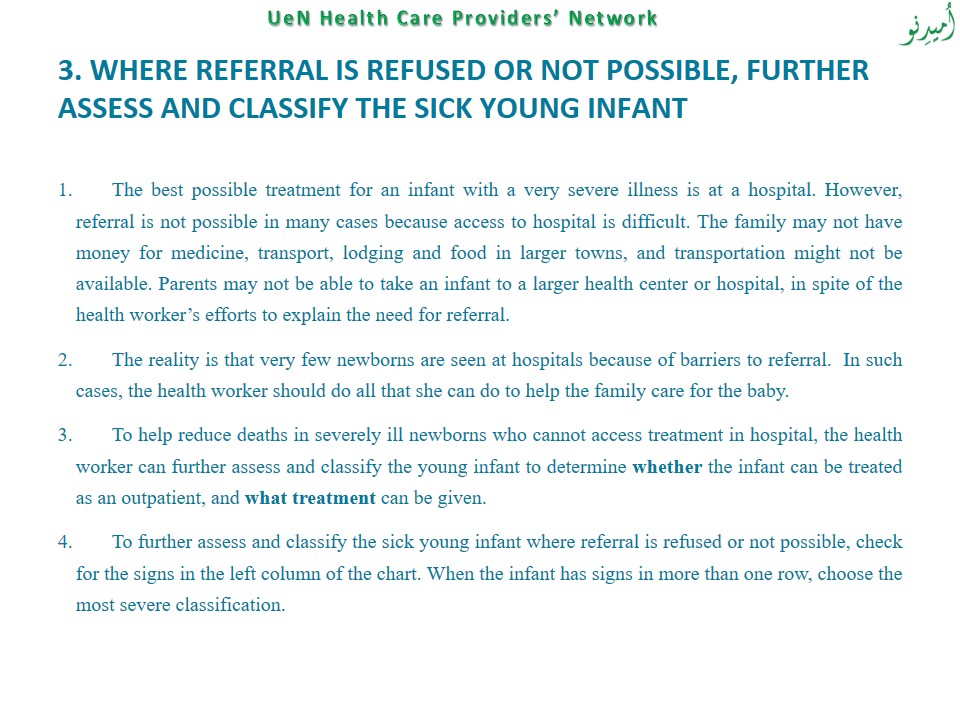 UeN Health Care Providers’ Network
اُمیدِنو
3. WHERE REFERRAL IS REFUSED OR NOT POSSIBLE, FURTHER
ASSESS AND CLASSIFY THE SICK YOUNG INFANT
1. The best possible treatment for an infant with a very severe illness is at a hospital. However,
referral is not possible in many cases because access to hospital is difficult. The family may not have
money for medicine, transport, lodging and food in larger towns, and transportation might not be
available. Parents may not be able to take an infant to a larger health center or hospital, in spite of the
health worker’s efforts to explain the need for referral.
2. The reality is that very few newborns are seen at hospitals because of barriers to referral.  In such
cases, the health worker should do all that she can do to help the family care for the baby.
3. To help reduce deaths in severely ill newborns who cannot access treatment in hospital, the health
worker can further assess and classify the young infant to determine whether the infant can be treated
as an outpatient, and what treatment can be given.
4. To further assess and classify the sick young infant where referral is refused or not possible, check
for the signs in the left column of the chart. When the infant has signs in more than one row, choose the
most severe classification.